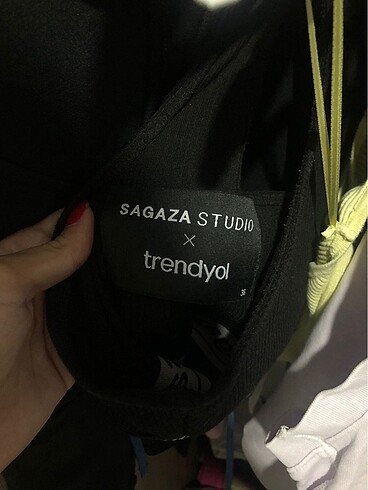 SAGAZA STUDIO
×
trendyol
36